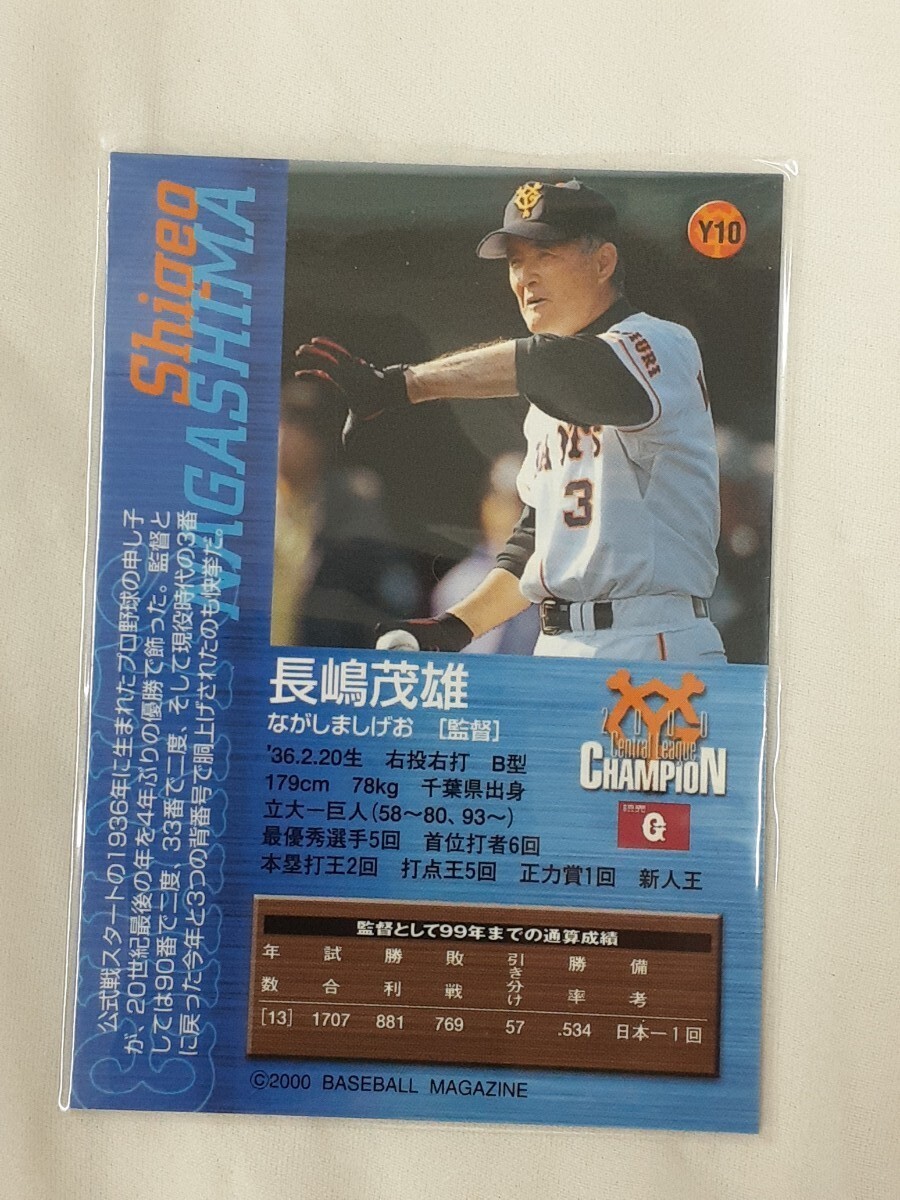 Shigeo
NAGASHIMA
Y10
3
長嶋茂雄
ながしましげお [監督]
'36.2.20生 右投右打 B型
179cm 78kg 千葉県出身
立大―巨人(58〜80、93〜)
最優秀選手5回 首位打者6回
本塁打王2回 打点王5回 正力賞1回 新人王
2000
Central League
CHAMPION
G
公式戦スタートの1936年に生まれたプロ野球の申し子
が、20世紀最後の年を4年ぶりの優勝で飾った。監督と
しては90番で二度、33番で二度、そして現役時代の3番
に戻った今年と3つの背番号で胴上げされたのも快挙だ。
監督として99年までの通算成績
年数 試合 勝利 敗戦 引き分け 勝率 備考
[13] 1707 881 769 57 .534 日本一1回
©2000 BASEBALL MAGAZINE